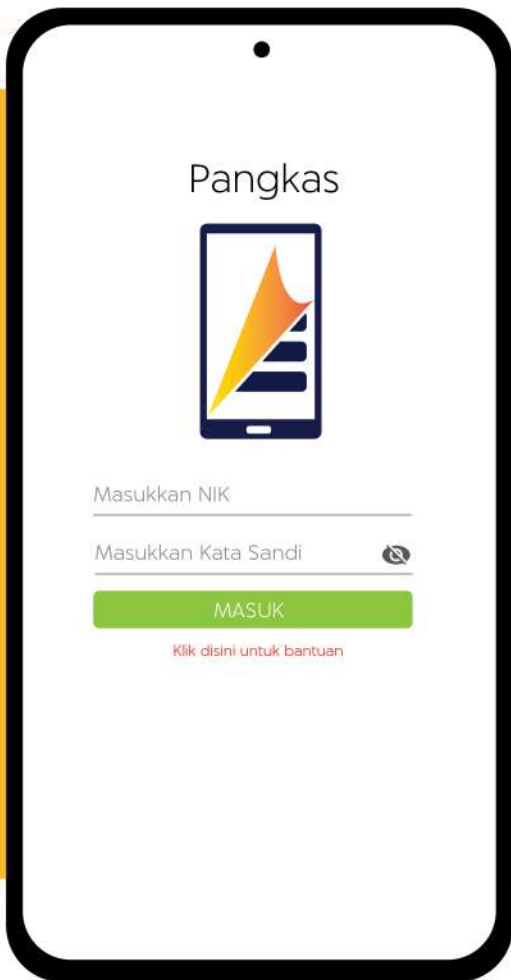 Pangkas
Masukkan NIK
Masukkan Kata Sandi
MASUK
Klik disini untuk bantuan